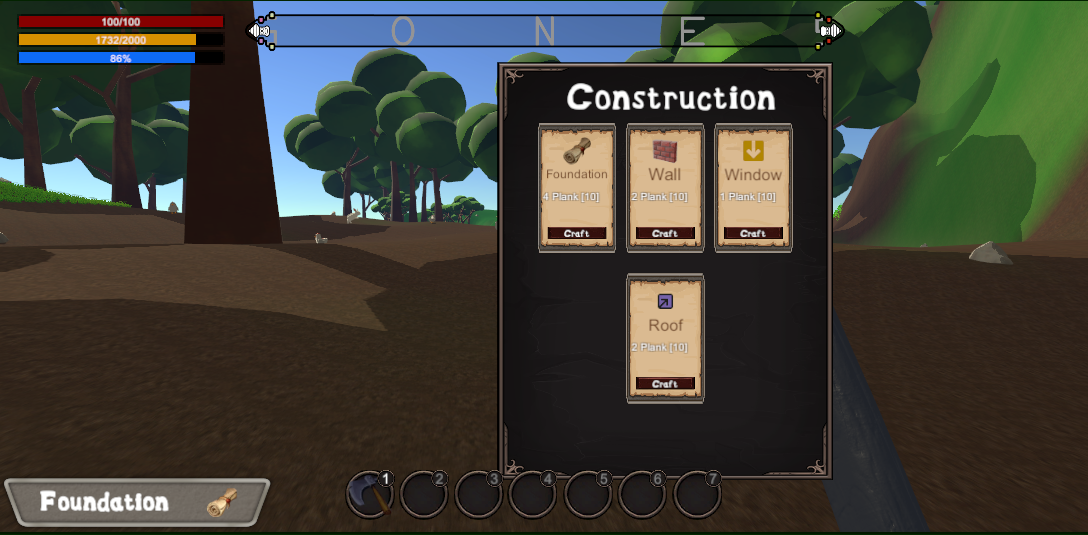 100/100
1732/2000
86%
O N E
Construction
Foundation
4 Plank [10]
Craft
Wall
2 Plank [10]
Craft
Window
1 Plank [10]
Craft
Roof
2 Plank [10]
Craft
Foundation
1 2 3 4 5 6 7